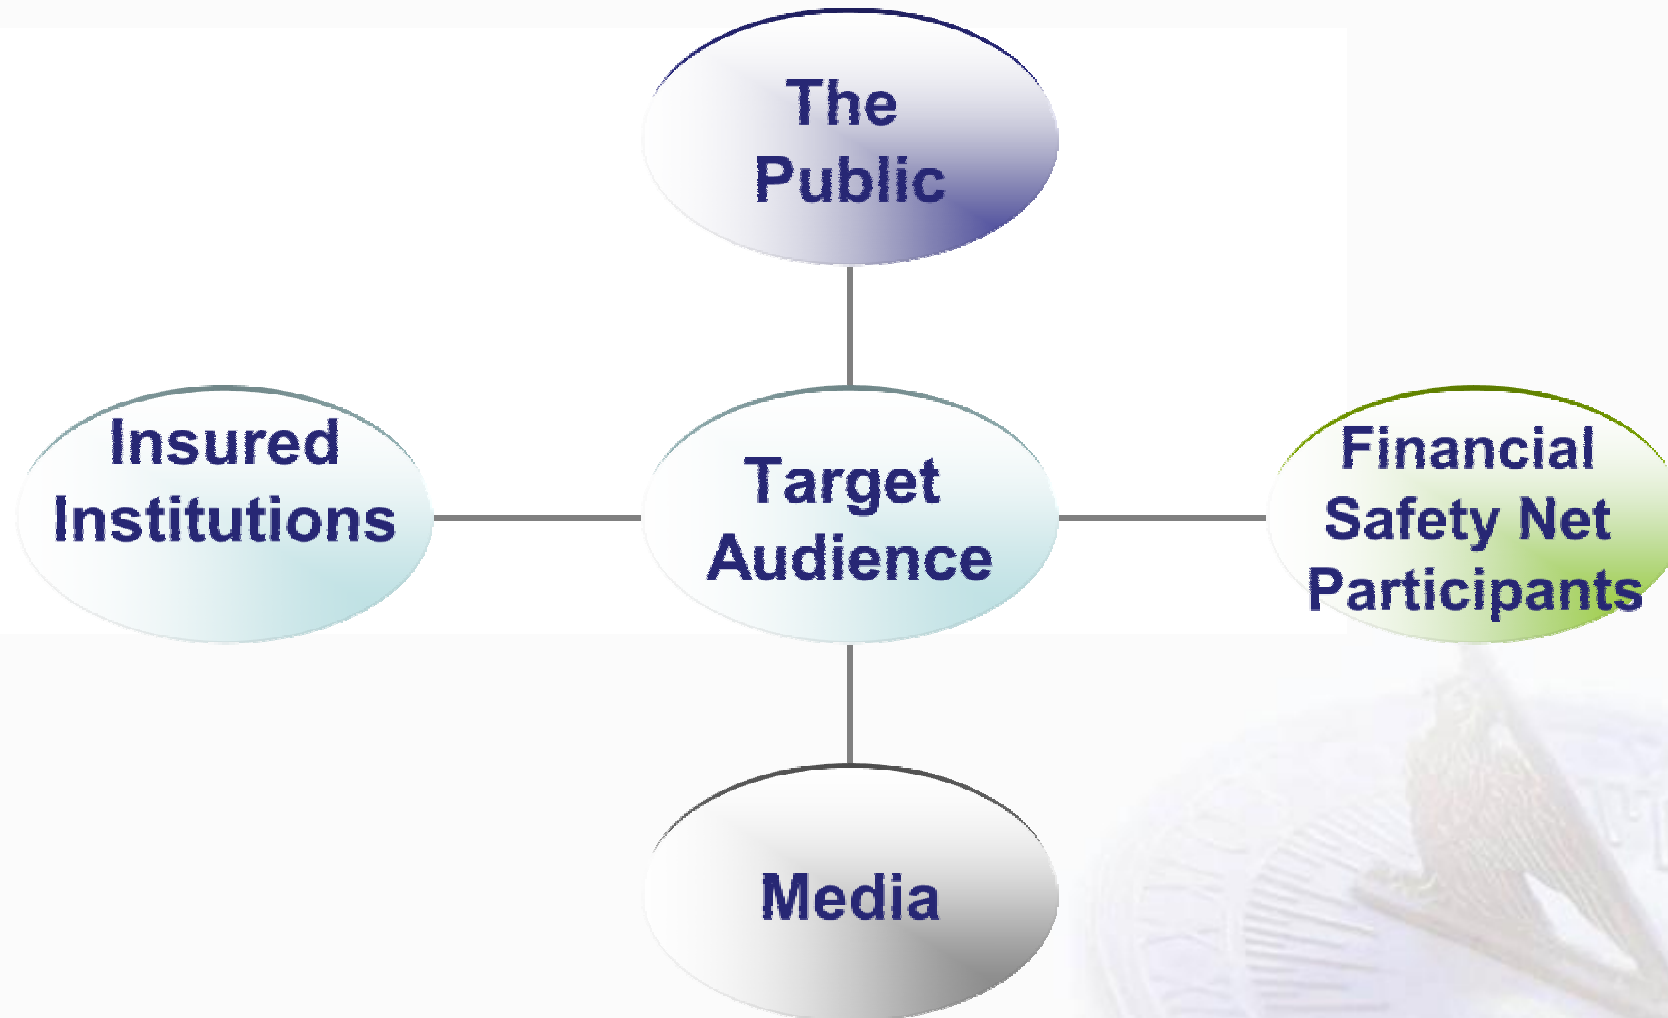 The
Public
Insured
Institutions
Target
Audience
Financial
Safety Net
Participants
Media